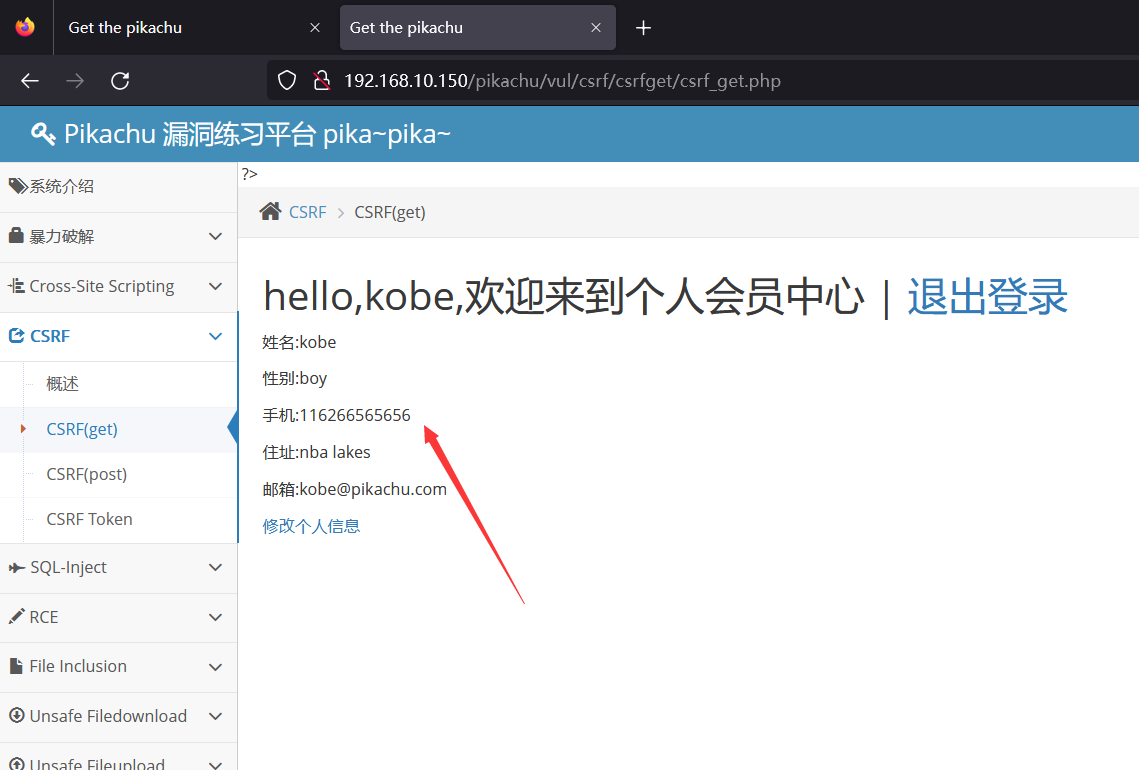 Get the pikachu
Get the pikachu
192.168.10.150/pikachu/vul/csrf/csrfget/csrf_get.php
Pikachu 漏洞练习平台 pika~pika~
系统介绍
暴力破解
Cross-Site Scripting
CSRF
概述
CSRF(get)
CSRF(post)
CSRF Token
SQL-Inject
RCE
File Inclusion
Unsafe Filedownload
Unsafe Fileupload
?>
CSRF > CSRF(get)
hello,kobe,欢迎来到个人会员中心 | 退出登录
姓名:kobe
性别:boy
手机:116266565656
住址:nba lakes
邮箱:kobe@pikachu.com
修改个人信息